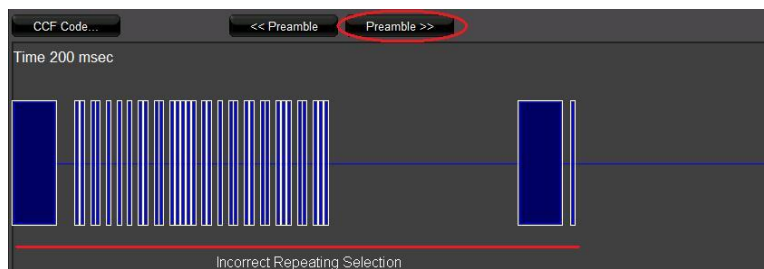 CCF Code... << Preamble Preamble >>
Time 200 msec
Incorrect Repeating Selection